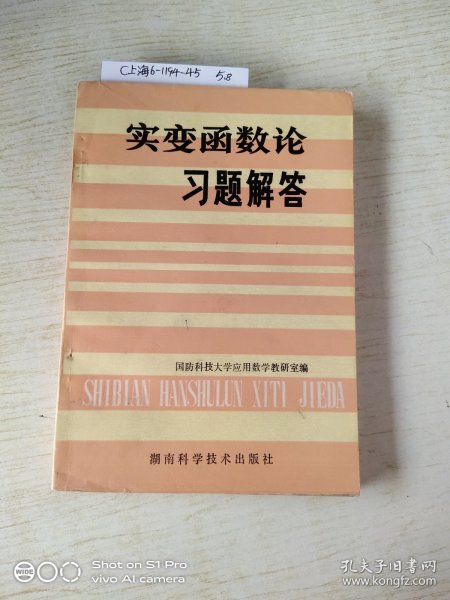 C上海6-1194-45 58
实变函数论
习题解答
国防科技大学应用数学教研室编
SHIBIAN HANSHULUN XITI JIEDA
湖南科学技术出版社
WIDE
Shot on S1 Pro
vivo AI camera
孔夫子旧书网
www.kongfz.com